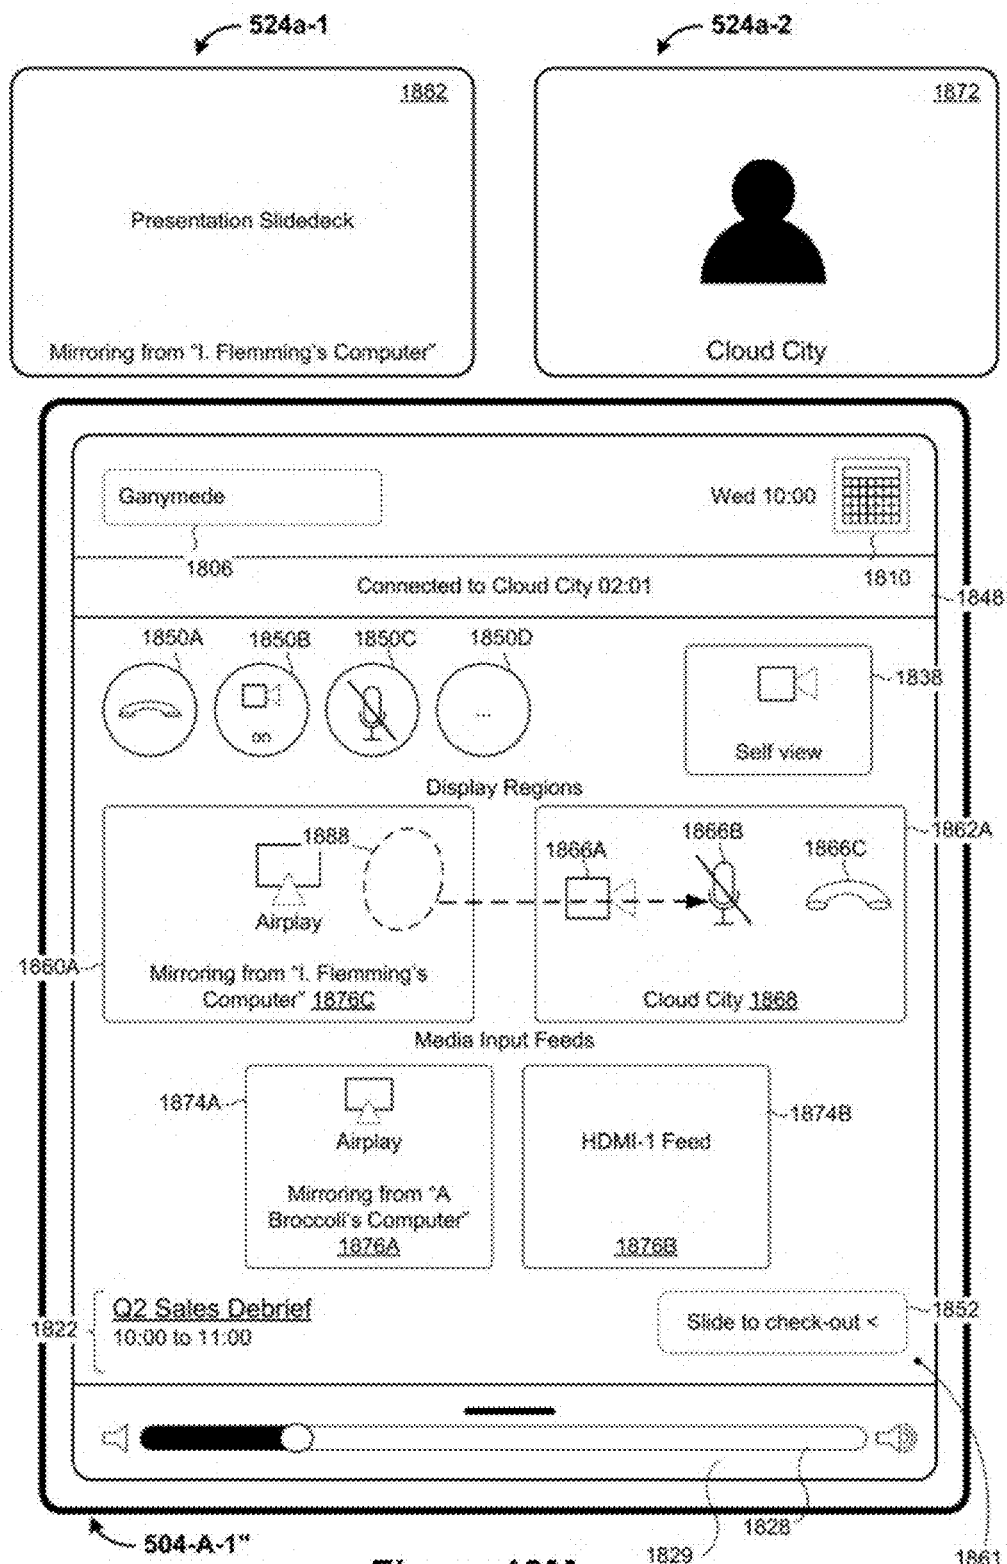 524a-1
524a-2
1882
1872
Presentation Slidedeck
Mirroring from "I. Flemming's Computer"
Cloud City
Ganymede
Wed 10:00
1806
1810
Connected to Cloud City 02:01
1848
1850A
1850B
1850C
1850D
1838
on
...
Self view
Display Regions
1862A
1888
1866A
1866B
1866C
Airplay
1860A
Mirroring from "I. Flemming's
Computer" 1876C
Cloud City 1868
Media Input Feeds
1874A
1874B
Airplay
HDMI-1 Feed
Mirroring from "A
Broccoli's Computer"
1876A
1876B
1822
Q2 Sales Debrief
10:00 to 11:00
Slide to check-out <
1852
1828
504-A-1"
1829
1861